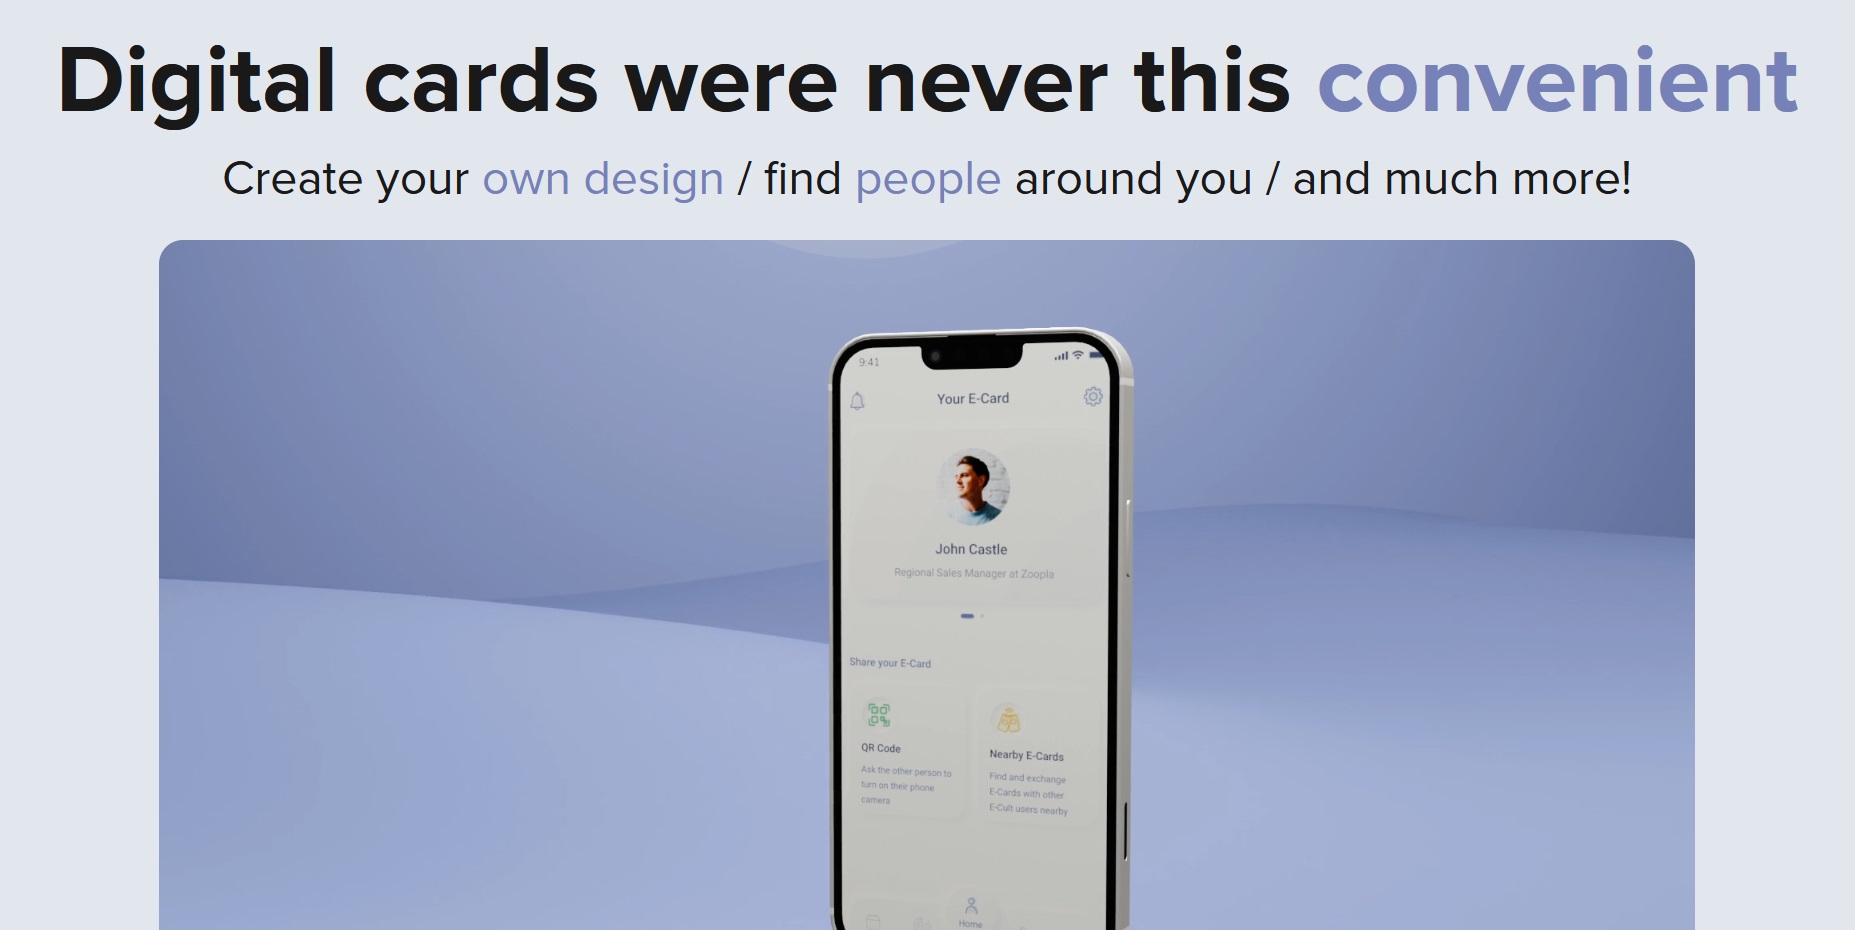 Digital cards were never this convenient
Create your own design / find people around you / and much more!
9:41
Your E-Card
John Castle
Regional Sales Manager at Zoopla
Share your E-Card
QR Code
Ask the other person to
turn on their phone
camera
Nearby E-Cards
Find and exchange
E-Cards with other
E-Cult users nearby
Home